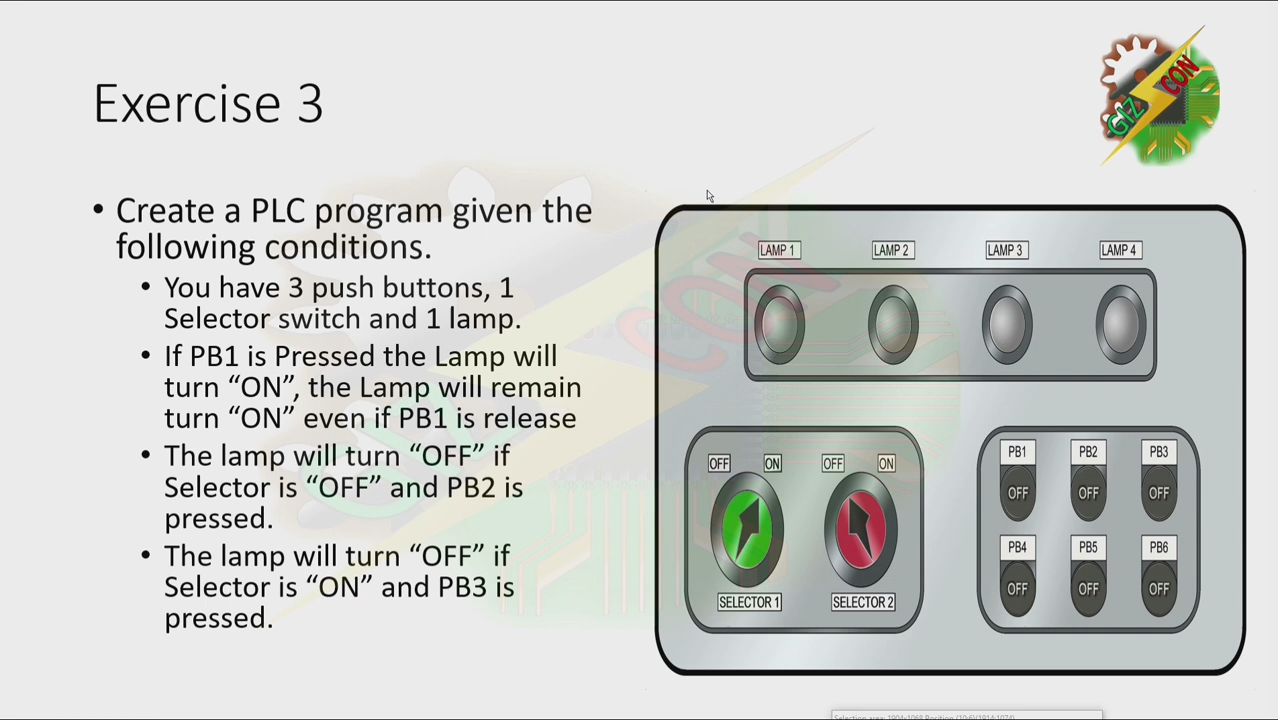 Exercise 3
GIZ
CON
• Create a PLC program given the
following conditions.
• You have 3 push buttons, 1
Selector switch and 1 lamp.
• If PB1 is Pressed the Lamp will
turn “ON”, the Lamp will remain
turn “ON” even if PB1 is release
• The lamp will turn “OFF” if
Selector is “OFF” and PB2 is
pressed.
• The lamp will turn “OFF” if
Selector is “ON” and PB3 is
pressed.
LAMP 1 LAMP 2 LAMP 3 LAMP 4
OFF ON OFF ON
SELECTOR 1 SELECTOR 2
PB1 PB2 PB3
OFF OFF OFF
PB4 PB5 PB6
OFF OFF OFF